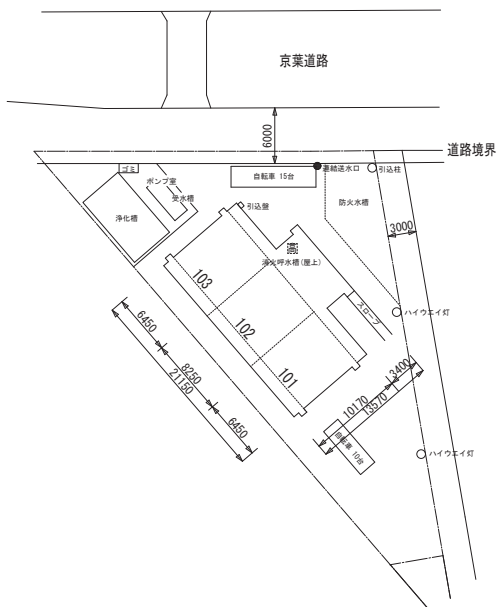 京葉道路
道路境界
6000
ゴミ
ポンプ室
受水槽
浄化槽
自転車 15台
連結送水口
引込柱
防火水槽
3000
引込盤
消火呼水槽(屋上)
103
102
101
スロープ
ハイウエイ灯
6450
8250
21150
6450
3400
10170
13570
自転車 10台
ハイウエイ灯